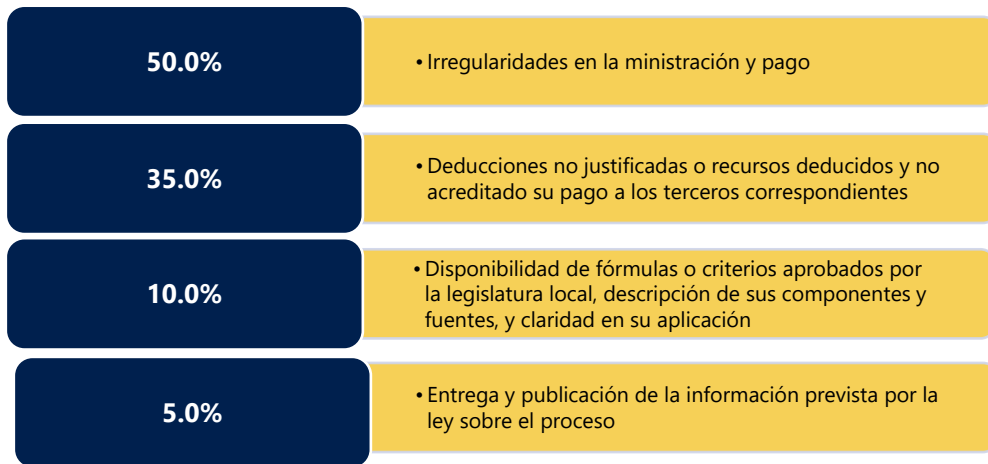 50.0%
• Irregularidades en la ministración y pago
35.0%
• Deducciones no justificadas o recursos deducidos y no
acreditado su pago a los terceros correspondientes
10.0%
• Disponibilidad de fórmulas o criterios aprobados por
la legislatura local, descripción de sus componentes y
fuentes, y claridad en su aplicación
5.0%
• Entrega y publicación de la información prevista por la
ley sobre el proceso